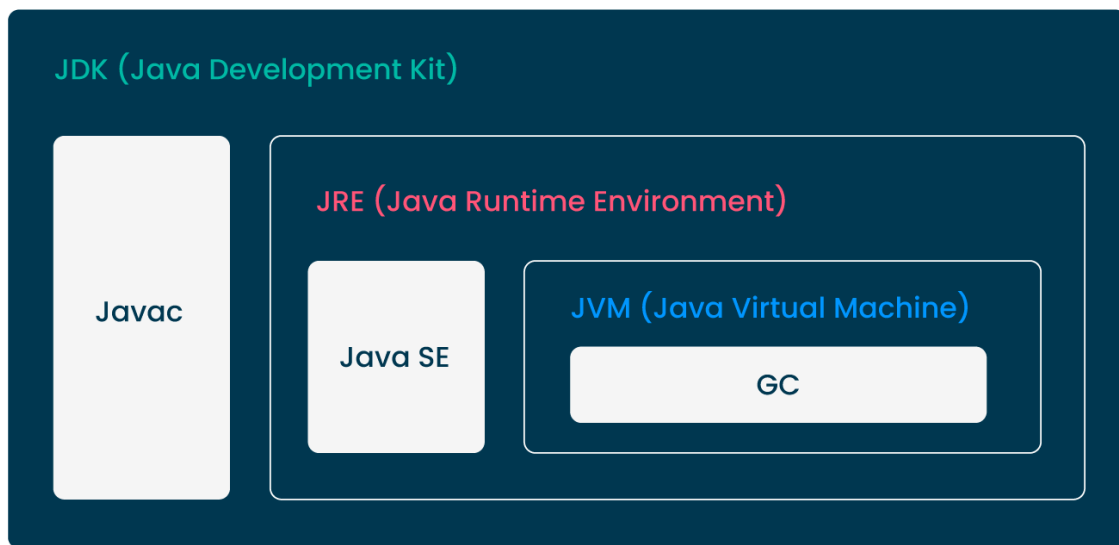 JDK (Java Development Kit)
Javac
JRE (Java Runtime Environment)
Java SE
JVM (Java Virtual Machine)
GC